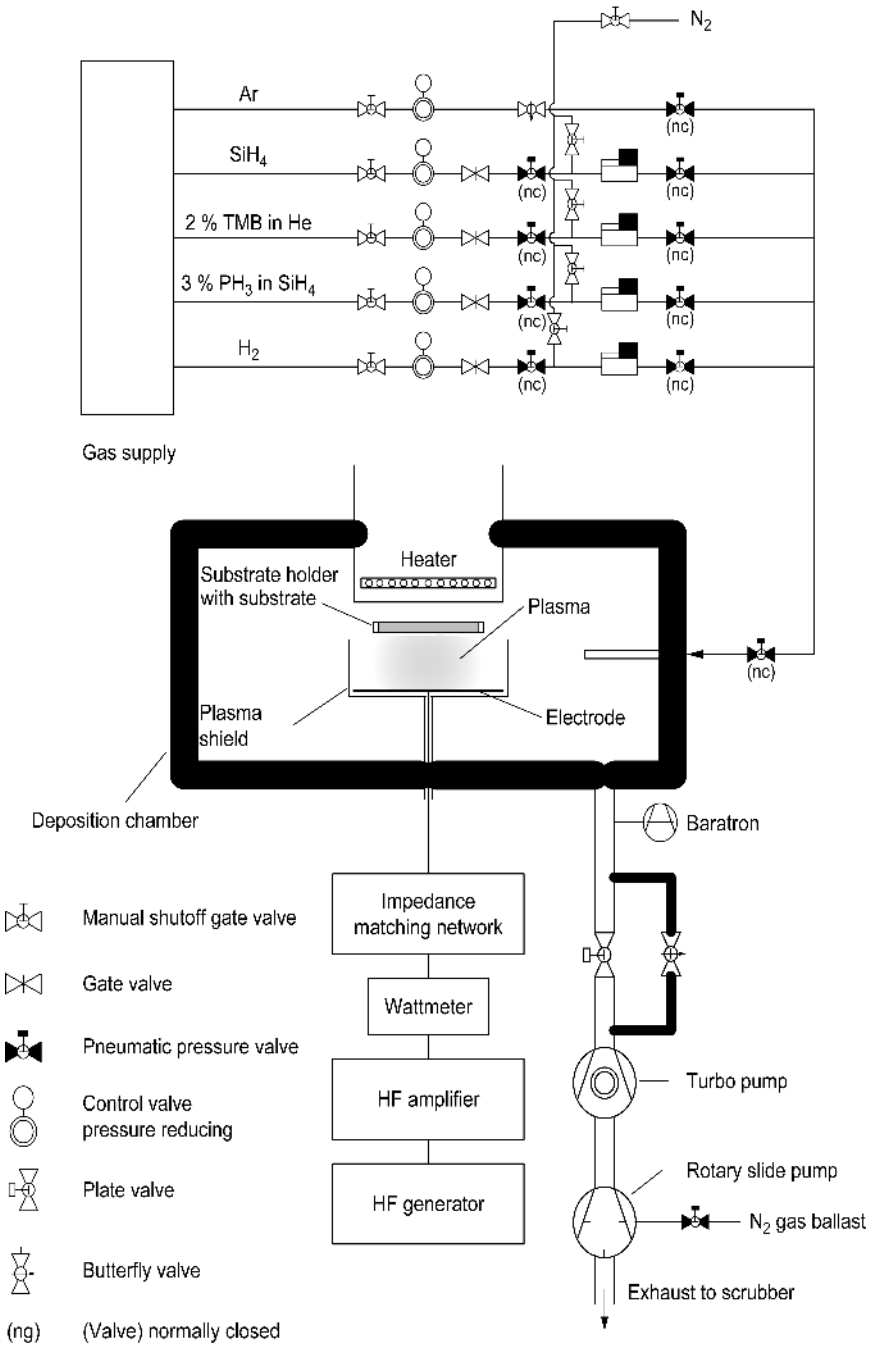 N2
Ar
(nc)
SiH4
(nc)
(nc)
2 % TMB in He
(nc)
(nc)
3 % PH3 in SiH4
(nc)
(nc)
H2
(nc)
(nc)
Gas supply
Heater
Substrate holder
with substrate
Plasma
(nc)
Plasma
shield
Electrode
Deposition chamber
Baratron
Impedance
matching network
Manual shutoff gate valve
Gate valve
Wattmeter
Pneumatic pressure valve
Control valve
pressure reducing
HF amplifier
Turbo pump
Plate valve
HF generator
Rotary slide pump
N2 gas ballast
Butterfly valve
Exhaust to scrubber
(ng) (Valve) normally closed